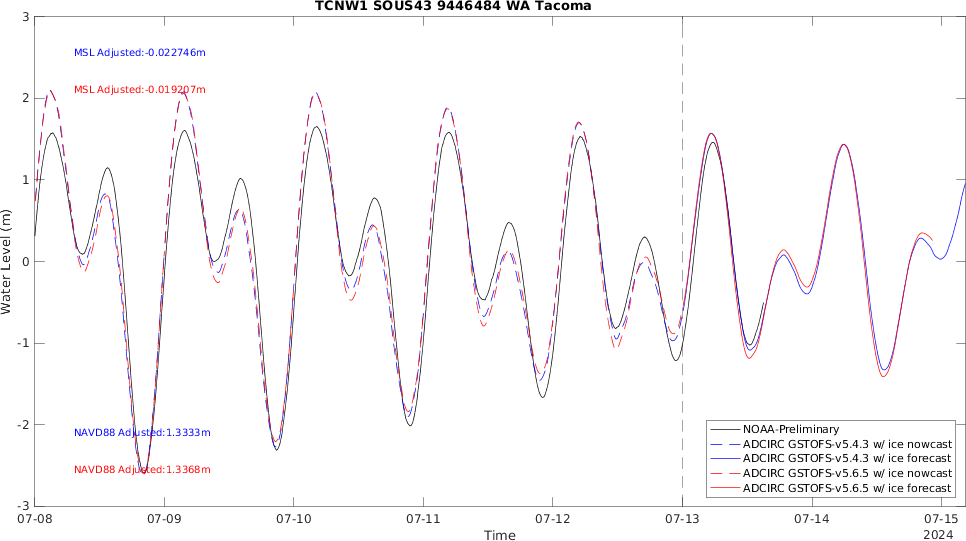 TCNW1 SOUS43 9446484 WA Tacoma
3
2
1
0
-1
-2
-3
Water Level (m)
MSL Adjusted:-0.022746m
MSL Adjusted:-0.019207m
NAVD88 Adjusted:1.3333m
NAVD88 Adjusted:1.3368m
NOAA-Preliminary
ADCIRC GSTOFS-v5.4.3 w/ ice nowcast
ADCIRC GSTOFS-v5.4.3 w/ ice forecast
ADCIRC GSTOFS-v5.6.5 w/ ice nowcast
ADCIRC GSTOFS-v5.6.5 w/ ice forecast
07-08 07-09 07-10 07-11 07-12 07-13 07-14 07-15
Time
2024